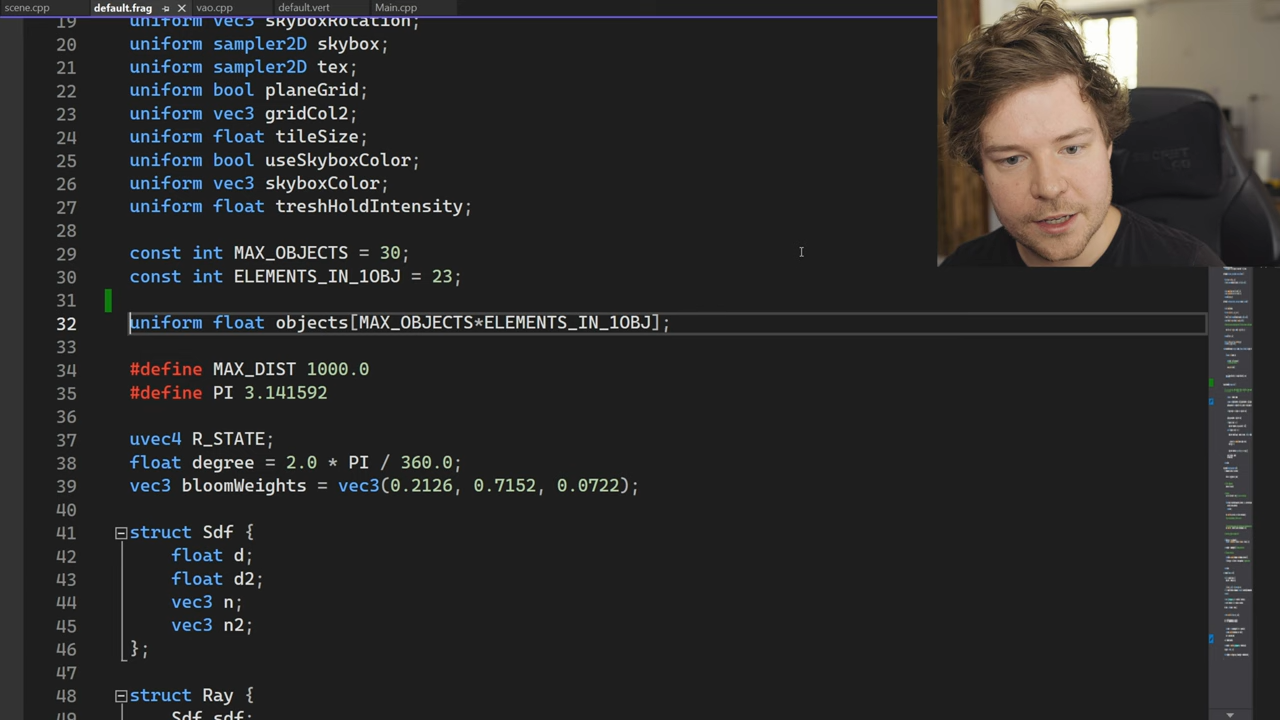 scene.cpp default.frag vao.cpp default.vert Main.cpp
19 uniform vec3 skyboxRotation;
20 uniform sampler2D skybox;
21 uniform sampler2D tex;
22 uniform bool planeGrid;
23 uniform vec3 gridCol2;
24 uniform float tileSize;
25 uniform bool useSkyboxColor;
26 uniform vec3 skyboxColor;
27 uniform float treshHoldIntensity;
28
29 const int MAX_OBJECTS = 30;
30 const int ELEMENTS_IN_1OBJ = 23;
31
32 uniform float objects[MAX_OBJECTS*ELEMENTS_IN_1OBJ];
33
34 #define MAX_DIST 1000.0
35 #define PI 3.141592
36
37 uvec4 R_STATE;
38 float degree = 2.0 * PI / 360.0;
39 vec3 bloomWeights = vec3(0.2126, 0.7152, 0.0722);
40
41 struct Sdf {
42 float d;
43 float d2;
44 vec3 n;
45 vec3 n2;
46 };
47
48 struct Ray {
49 Sdf sdf;